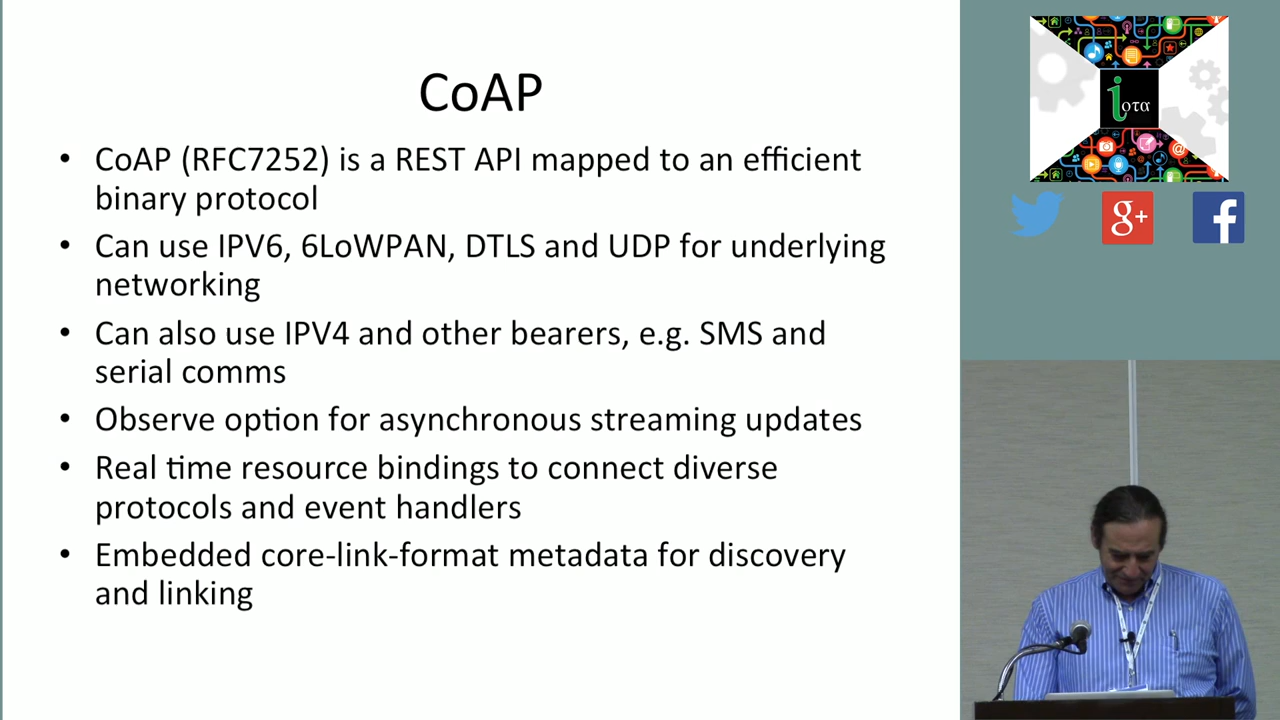 CoAP
• CoAP (RFC7252) is a REST API mapped to an efficient
binary protocol
• Can use IPV6, 6LoWPAN, DTLS and UDP for underlying
networking
• Can also use IPV4 and other bearers, e.g. SMS and
serial comms
• Observe option for asynchronous streaming updates
• Real time resource bindings to connect diverse
protocols and event handlers
• Embedded core-link-format metadata for discovery
and linking
iοτα
g+
f